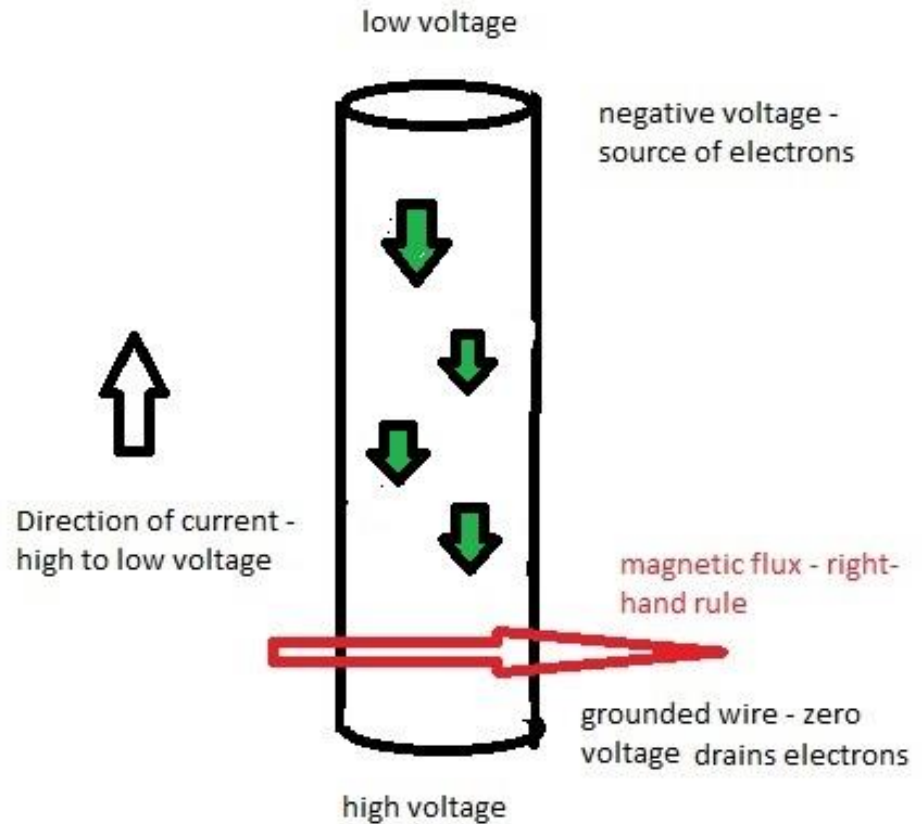 low voltage
negative voltage -
source of electrons
Direction of current -
high to low voltage
magnetic flux - right-
hand rule
grounded wire - zero
voltage drains electrons
high voltage